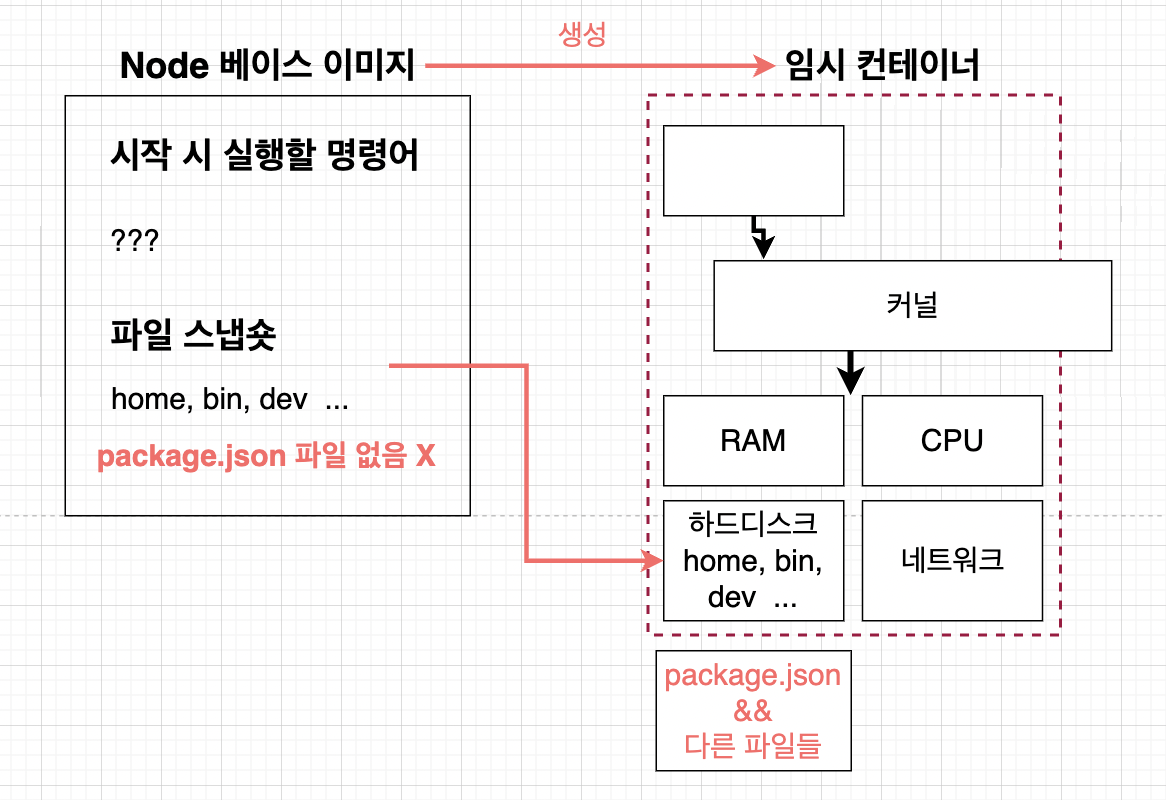 생성
Node 베이스 이미지
임시 컨테이너
시작 시 실행할 명령어
???
파일 스냅숏
home, bin, dev ...
package.json 파일 없음 X
커널
RAM
CPU
하드디스크
home, bin,
dev ...
네트워크
package.json
&&
다른 파일들